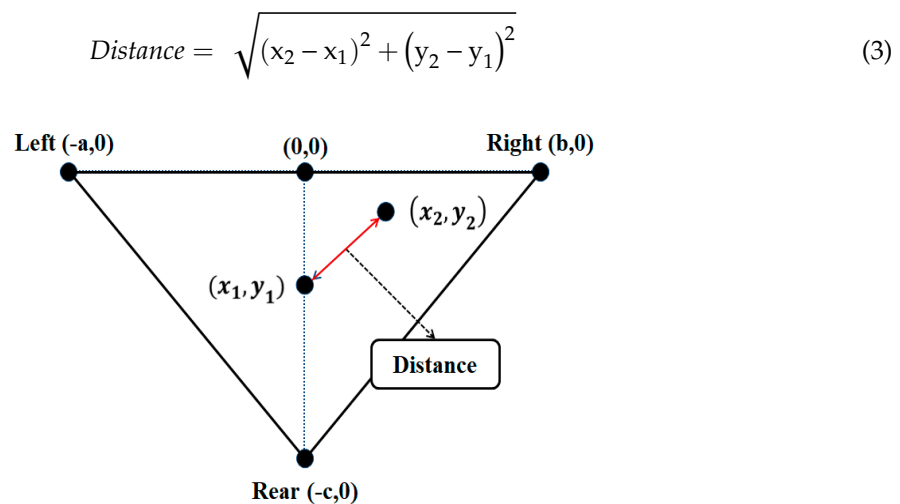 Distance = √(x₂ − x₁)² + (y₂ − y₁)² (3)
Left (-a,0) (0,0) Right (b,0)
(x₂, y₂)
(x₁, y₁)
Distance
Rear (-c,0)